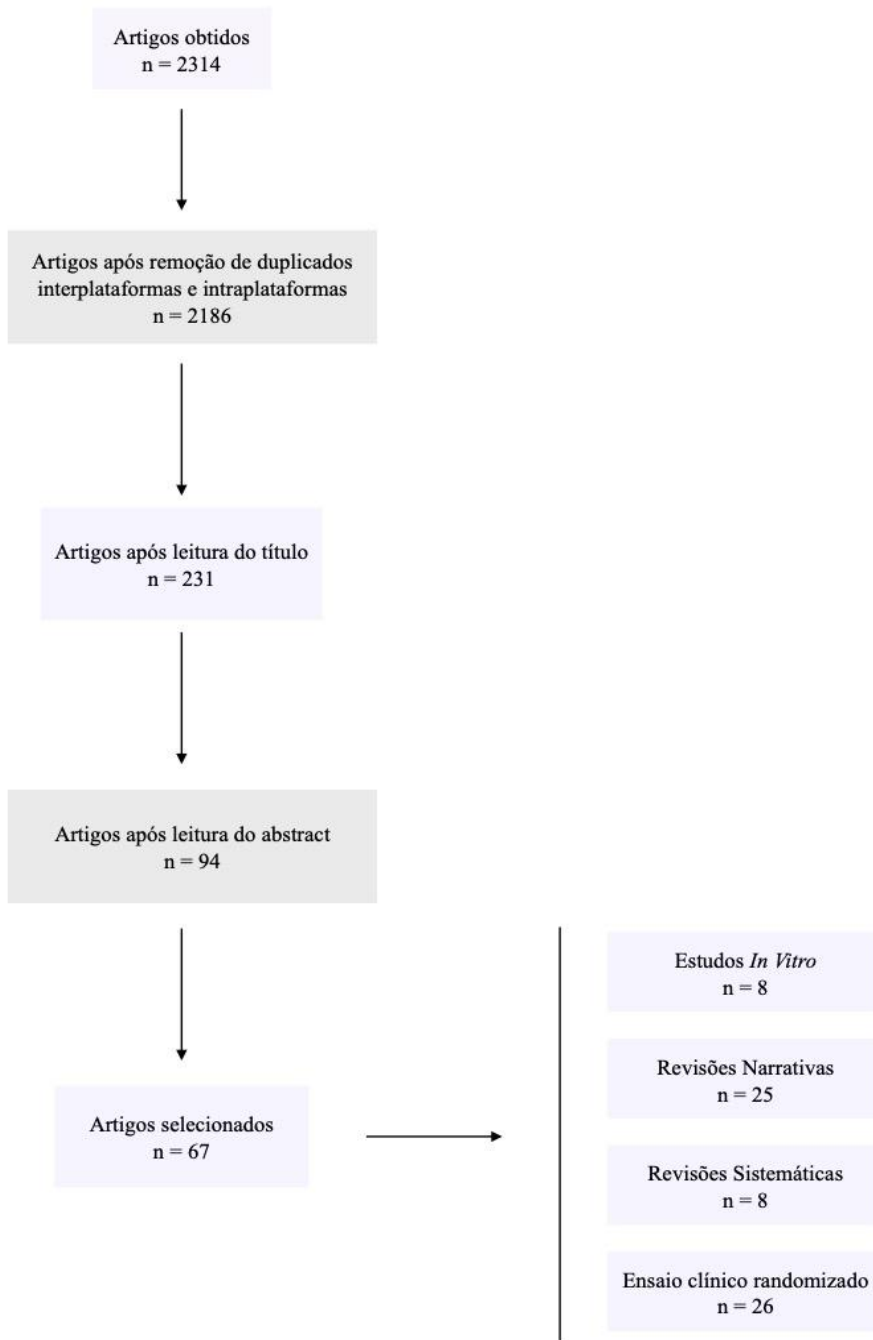 Artigos obtidos
n = 2314
Artigos após remoção de duplicados
interplataformas e intraplataformas
n = 2186
Artigos após leitura do título
n = 231
Artigos após leitura do abstract
n = 94
Artigos selecionados
n = 67
Estudos In Vitro
n = 8
Revisões Narrativas
n = 25
Revisões Sistemáticas
n = 8
Ensaio clínico randomizado
n = 26